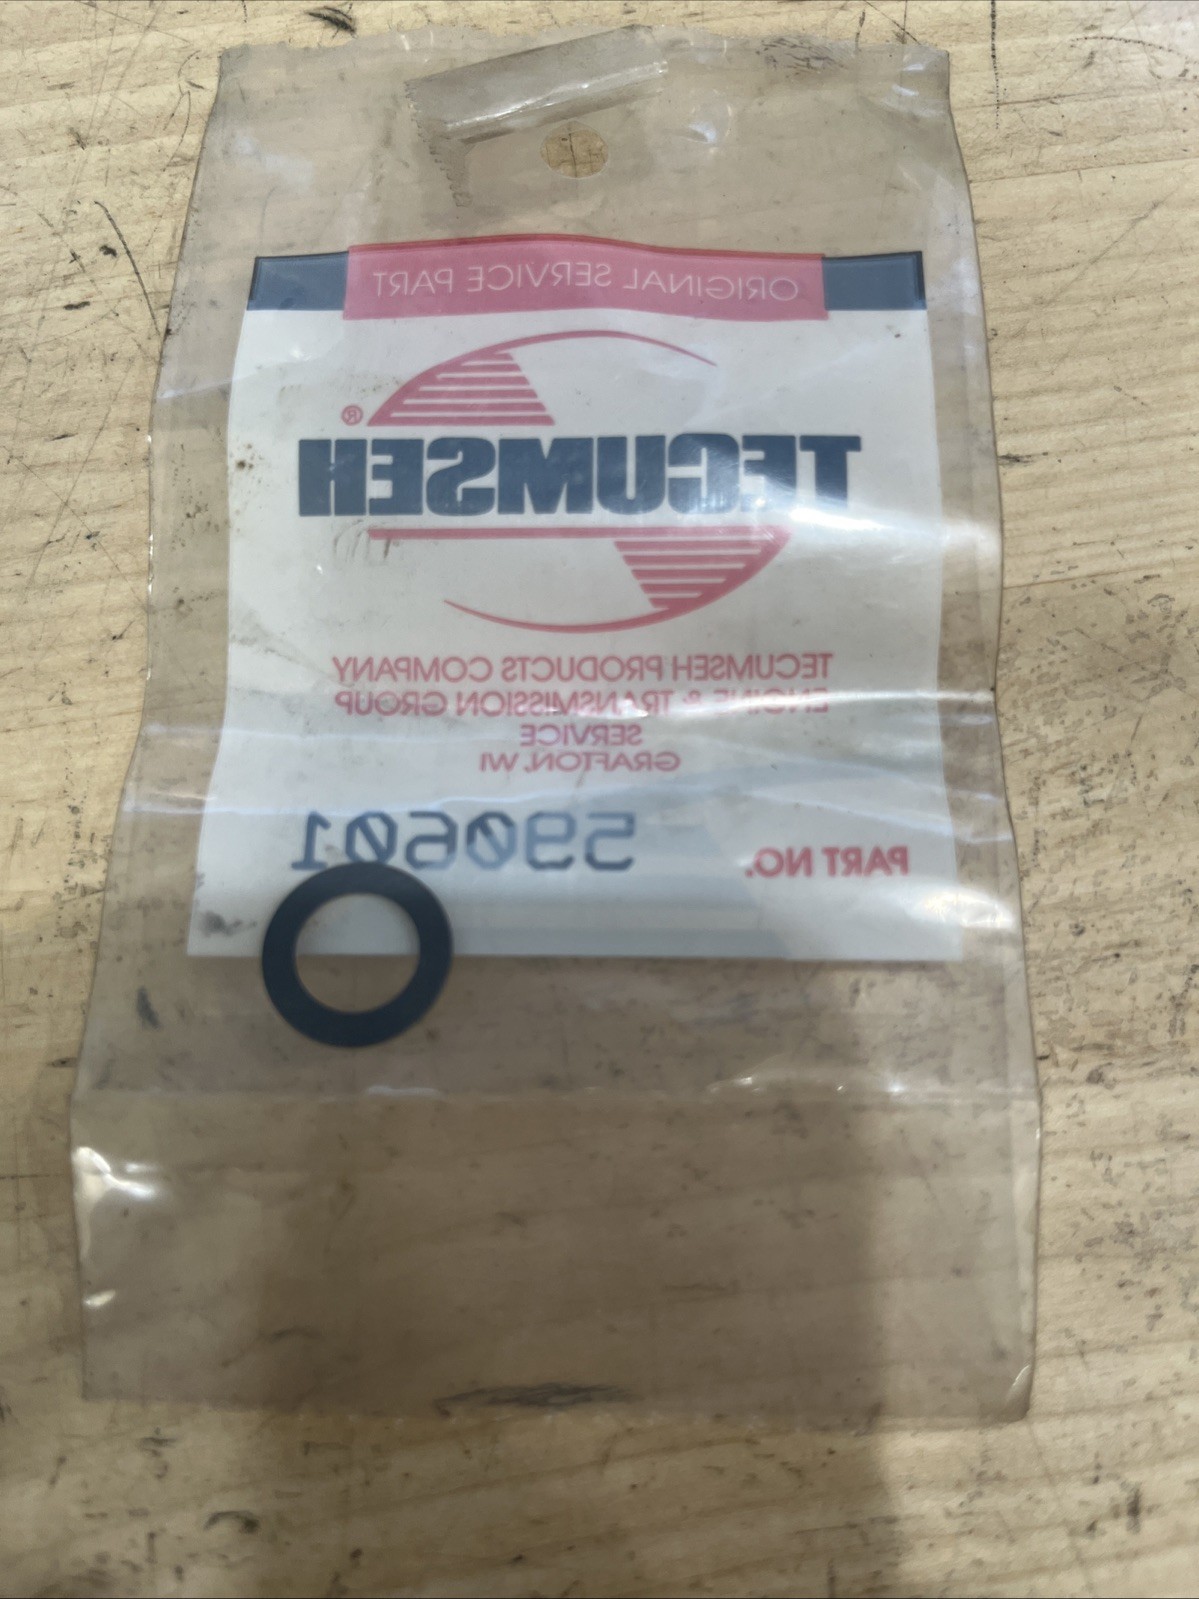 ORIGINAL SERVICE PART
TECUMSEH®
TECUMSEH PRODUCTS COMPANY
ENGINE & TRANSMISSION GROUP
SERVICE
GRAFTON, WI
PART NO. 590601